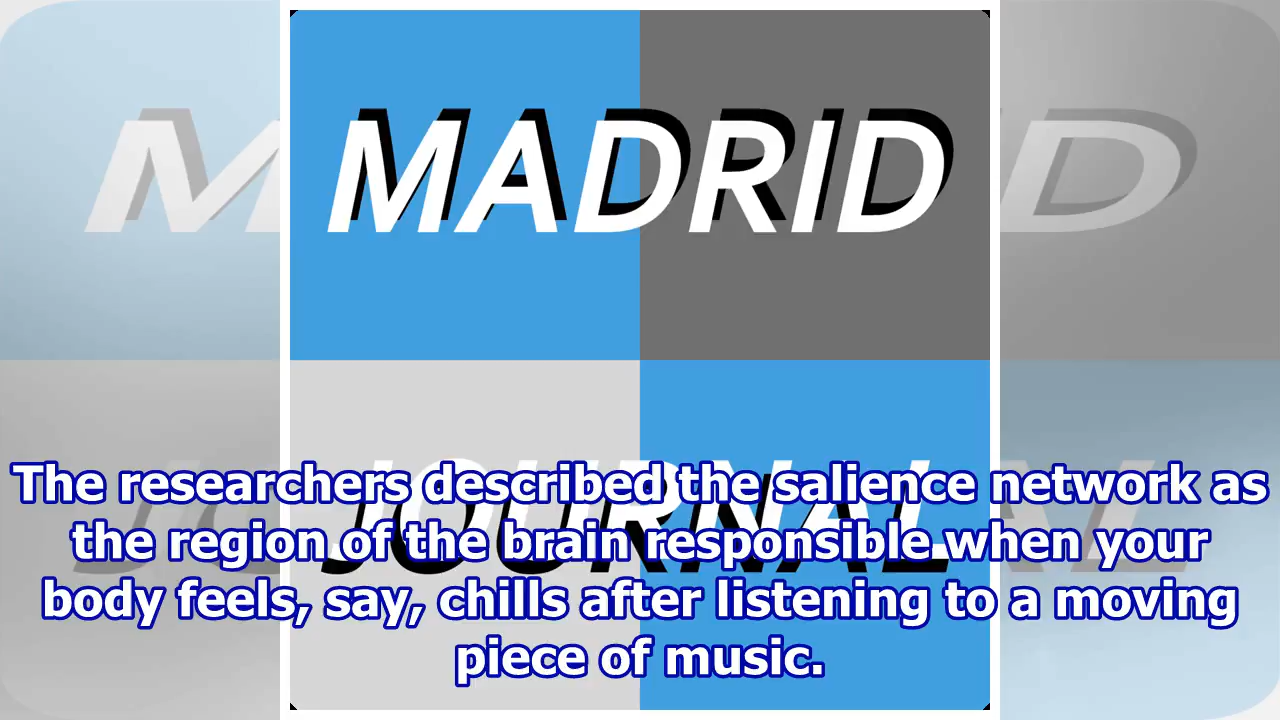 MADRID
JOURNAL
The researchers described the salience network as
the region of the brain responsible when your
body feels, say, chills after listening to a moving
piece of music.